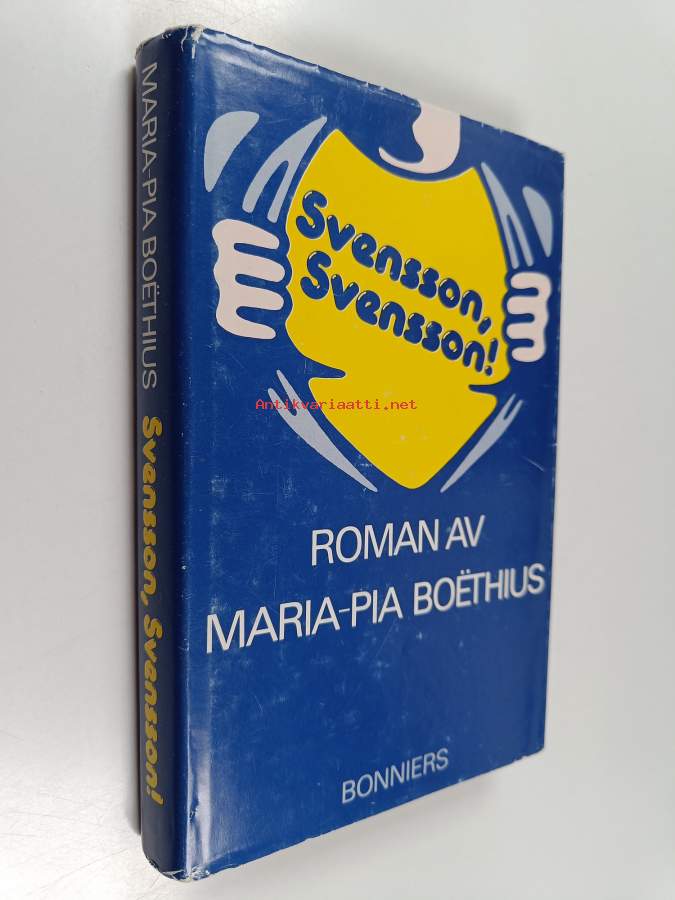 MARIA-PIA BOËTHIUS Svensson, Svensson!
Svensson,
Svensson!
Antikvariaatti.net
ROMAN AV
MARIA-PIA BOËTHIUS
BONNIERS